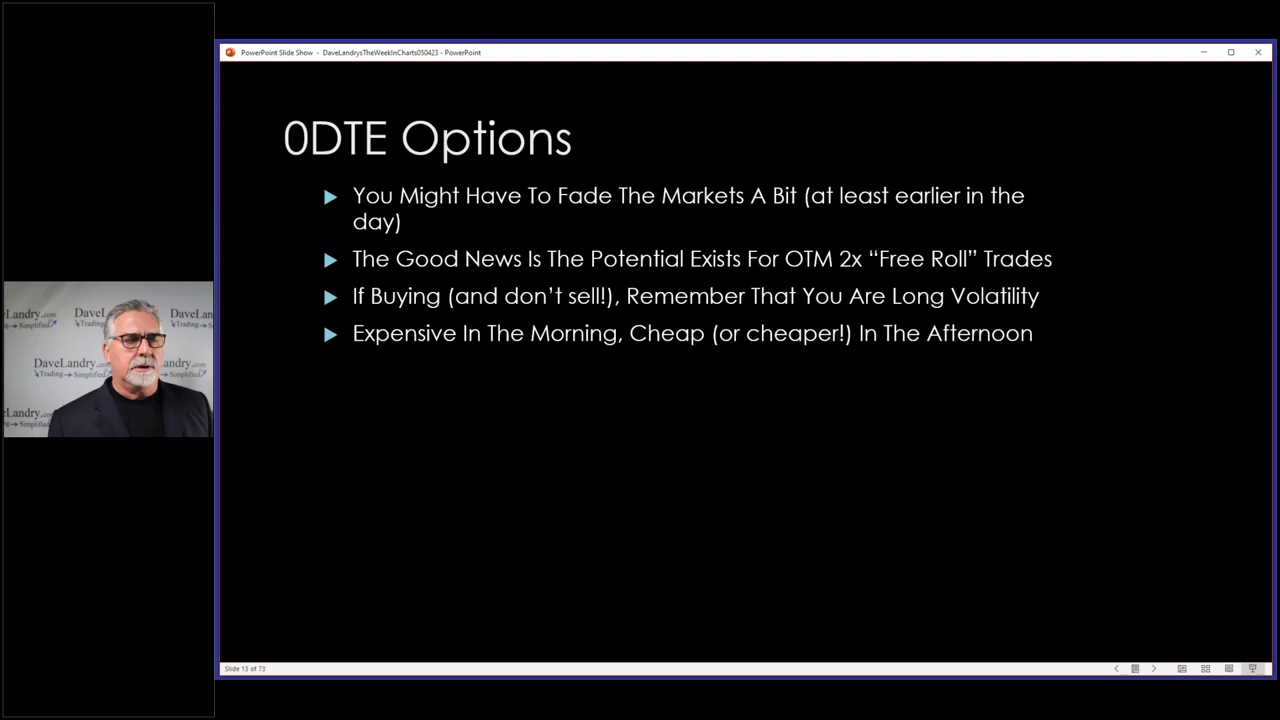 PowerPoint Slide Show - DaveLandrysTheWeekInCharts050423 - PowerPoint
0DTE Options
You Might Have To Fade The Markets A Bit (at least earlier in the
day)
The Good News Is The Potential Exists For OTM 2x “Free Roll” Trades
If Buying (and don’t sell!), Remember That You Are Long Volatility
Expensive In The Morning, Cheap (or cheaper!) In The Afternoon
DaveLandry.com
Trading Simplified
Slide 13 of 73